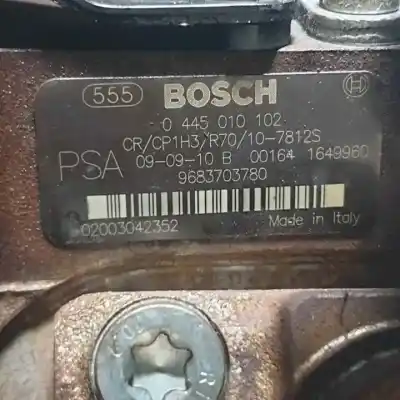 555 BOSCH
0 445 010 102
CR/CP1H3/R70/10-7812S
PSA 09-09-10 B 00164 1649960
9683703780
02003042352 Made in Italy